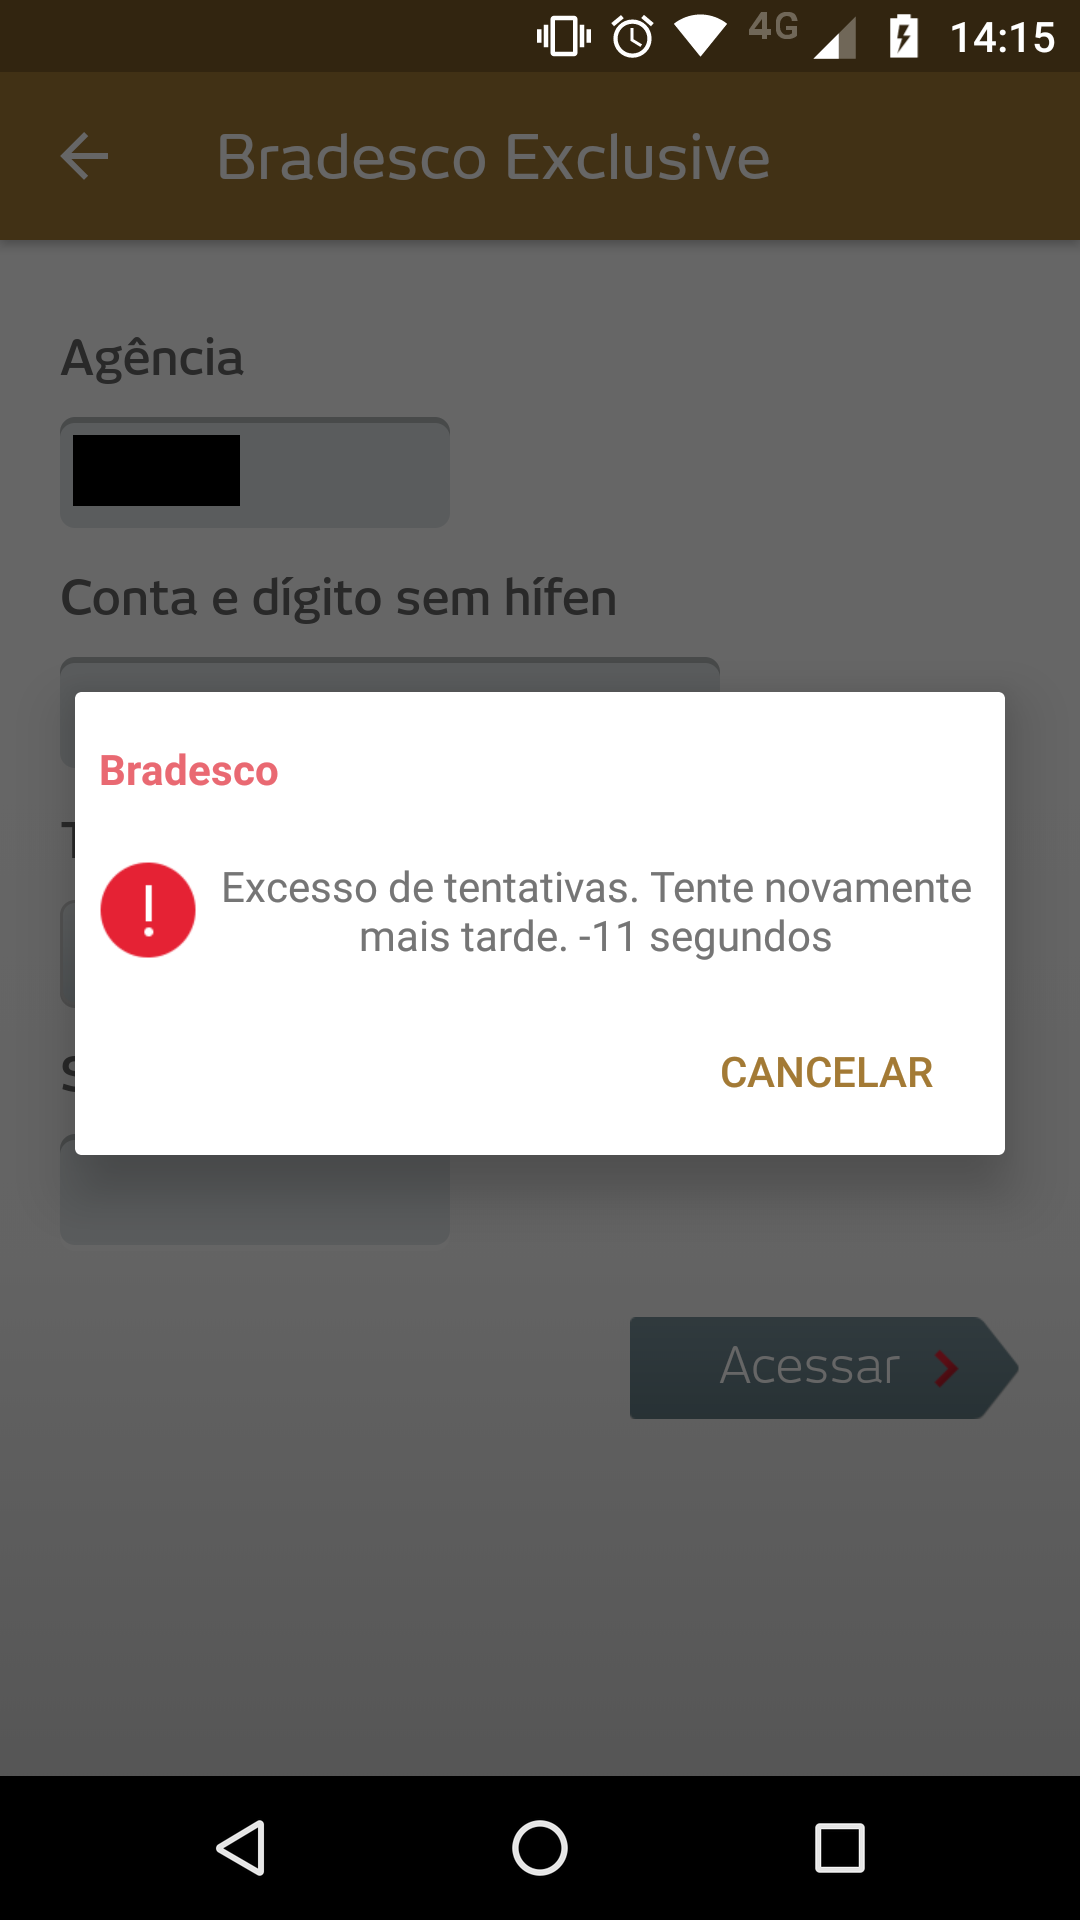 4G 14:15
Bradesco Exclusive
Agência
Conta e dígito sem hífen
Bradesco
Excesso de tentativas. Tente novamente
mais tarde. -11 segundos
CANCELAR
Acessar